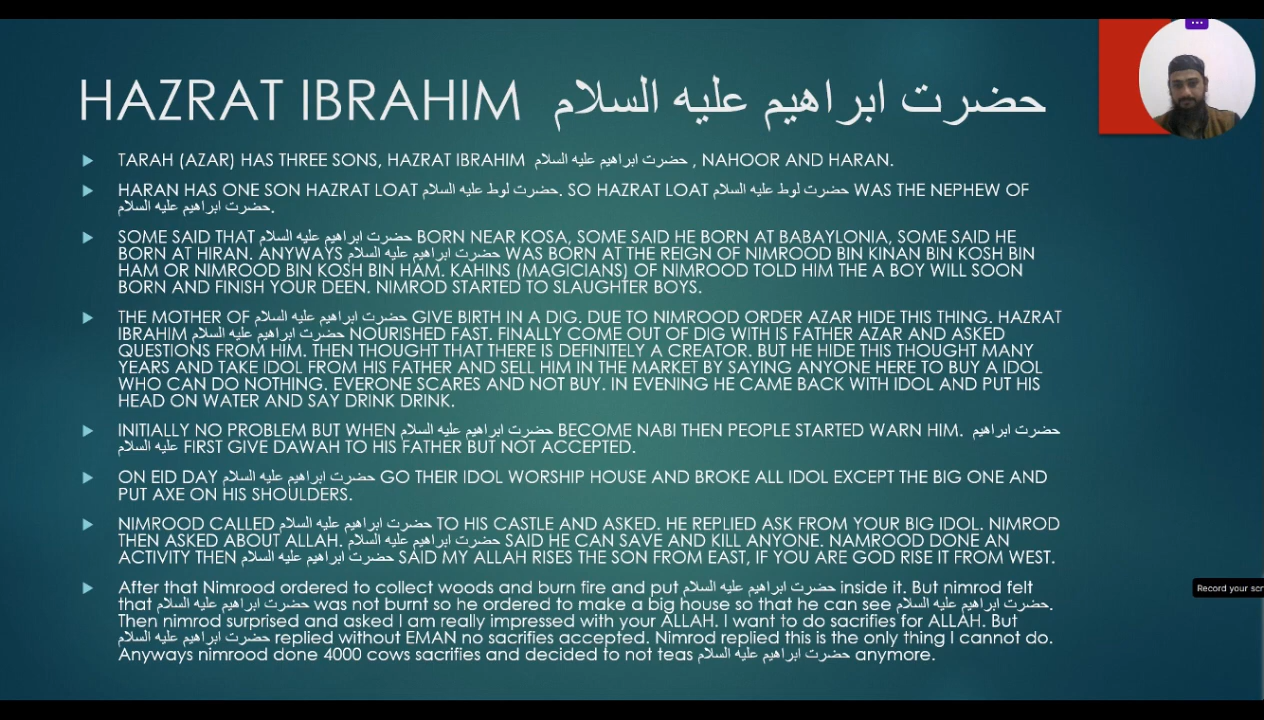 HAZRAT IBRAHIM حضرت ابراهيم عليه السلام
TARAH (AZAR) HAS THREE SONS, HAZRAT IBRAHIM حضرت ابراهيم عليه السلام , NAHOOR AND HARAN.
HARAN HAS ONE SON HAZRAT LOAT حضرت لوط عليه السلام. SO HAZRAT LOAT حضرت لوط عليه السلام WAS THE NEPHEW OF
حضرت ابراهيم عليه السلام.
SOME SAID THAT حضرت ابراهيم عليه السلام BORN NEAR KOSA, SOME SAID HE BORN AT BABAYLONIA, SOME SAID HE
BORN AT HIRAN. ANYWAYS حضرت ابراهيم عليه السلام WAS BORN AT THE REIGN OF NIMROOD BIN KINAN BIN KOSH BIN
HAM OR NIMROOD BIN KOSH BIN HAM. KAHINS (MAGICIANS) OF NIMROOD TOLD HIM THE A BOY WILL SOON
BORN AND FINISH YOUR DEEN. NIMROD STARTED TO SLAUGHTER BOYS.
THE MOTHER OF حضرت ابراهيم عليه السلام GIVE BIRTH IN A DIG. DUE TO NIMROOD ORDER AZAR HIDE THIS THING. HAZRAT
IBRAHIM حضرت ابراهيم عليه السلام NOURISHED FAST. FINALLY COME OUT OF DIG WITH IS FATHER AZAR AND ASKED
QUESTIONS FROM HIM. THEN THOUGHT THAT THERE IS DEFINITELY A CREATOR. BUT HE HIDE THIS THOUGHT MANY
YEARS AND TAKE IDOL FROM HIS FATHER AND SELL HIM IN THE MARKET BY SAYING ANYONE HERE TO BUY A IDOL
WHO CAN DO NOTHING. EVERONE SCARES AND NOT BUY. IN EVENING HE CAME BACK WITH IDOL AND PUT HIS
HEAD ON WATER AND SAY DRINK DRINK.
INITIALLY NO PROBLEM BUT WHEN حضرت ابراهيم عليه السلام BECOME NABI THEN PEOPLE STARTED WARN HIM. حضرت ابراهيم
عليه السلام FIRST GIVE DAWAH TO HIS FATHER BUT NOT ACCEPTED.
ON EID DAY حضرت ابراهيم عليه السلام GO THEIR IDOL WORSHIP HOUSE AND BROKE ALL IDOL EXCEPT THE BIG ONE AND
PUT AXE ON HIS SHOULDERS.
NIMROOD CALLED حضرت ابراهيم عليه السلام TO HIS CASTLE AND ASKED. HE REPLIED ASK FROM YOUR BIG IDOL. NIMROD
THEN ASKED ABOUT ALLAH. حضرت ابراهيم عليه السلام SAID HE CAN SAVE AND KILL ANYONE. NAMROOD DONE AN
ACTIVITY THEN حضرت ابراهيم عليه السلام SAID MY ALLAH RISES THE SON FROM EAST, IF YOU ARE GOD RISE IT FROM WEST.
After that Nimrood ordered to collect woods and burn fire and put حضرت ابراهيم عليه السلام inside it. But nimrod felt
that حضرت ابراهيم عليه السلام was not burnt so he ordered to make a big house so that he can see حضرت ابراهيم عليه السلام.
Then nimrod surprised and asked I am really impressed with your ALLAH. I want to do sacrifies for ALLAH. But
حضرت ابراهيم عليه السلام replied without EMAN no sacrifies accepted. Nimrod replied this is the only thing I cannot do.
Anyways nimrood done 4000 cows sacrifies and decided to not teas حضرت ابراهيم عليه السلام anymore.
Record your scr